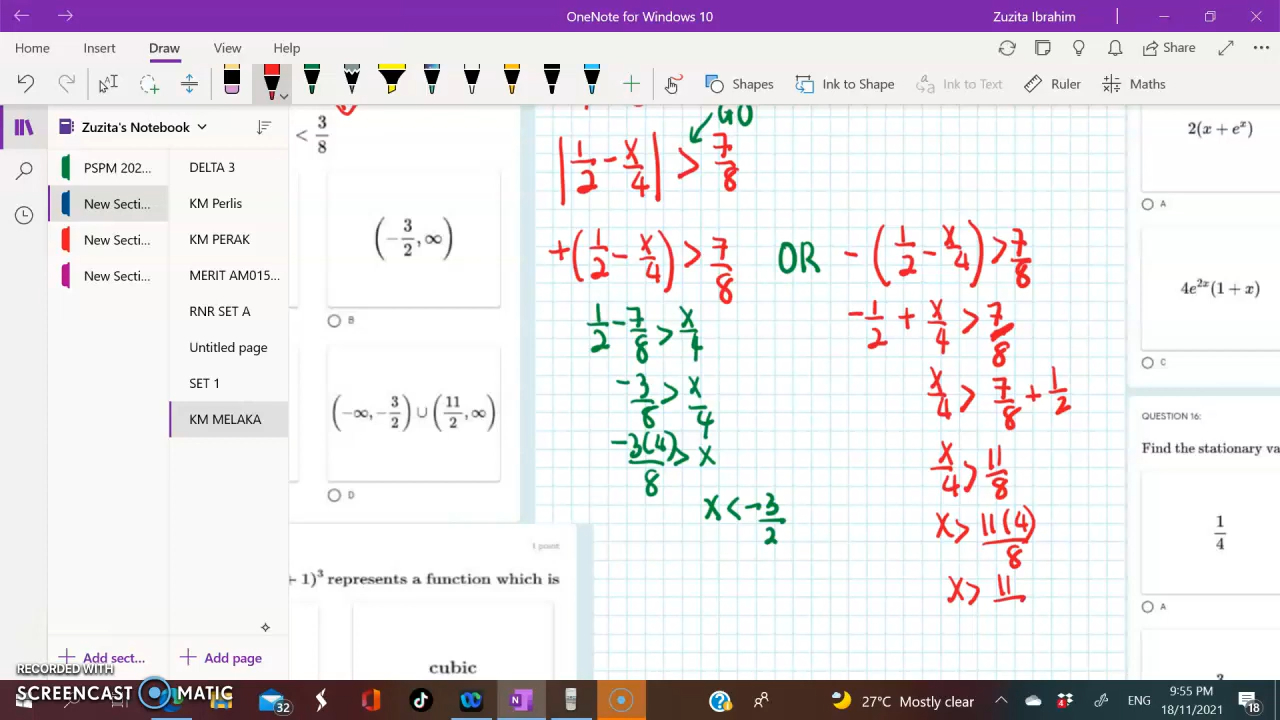 OneNote for Windows 10
Zuzita Ibrahim
Home Insert Draw View Help
Share
Shapes Ink to Shape Ink to Text Ruler Maths
Zuzita's Notebook
PSPM 202...
New Secti...
New Secti...
New Secti...
DELTA 3
KM Perlis
KM PERAK
MERIT AM015...
RNR SET A
Untitled page
SET 1
KM MELAKA
Add sect...
Add page
< 3/8
(-3/2, ∞)
B
(-∞, -3/2) ∪ (11/2, ∞)
D
1 point
+ 1)³ represents a function which is
cubic
GO
|1/2 - x/4| > 7/8
+(1/2 - x/4) > 7/8 OR -(1/2 - x/4) > 7/8
1/2 - 7/8 > x/4
-3/8 > x/4
-3(4)/8 > x
x < -3/2
-1/2 + x/4 > 7/8
x/4 > 7/8 + 1/2
x/4 > 11/8
x > 11(4)/8
x > 11
2(x + eˣ)
A
4e²ˣ(1 + x)
C
QUESTION 16:
Find the stationary va
1/4
A
RECORDED WITH
SCREENCAST MATIC
32
27°C Mostly clear
4
ENG
9:55 PM
18/11/2021
18